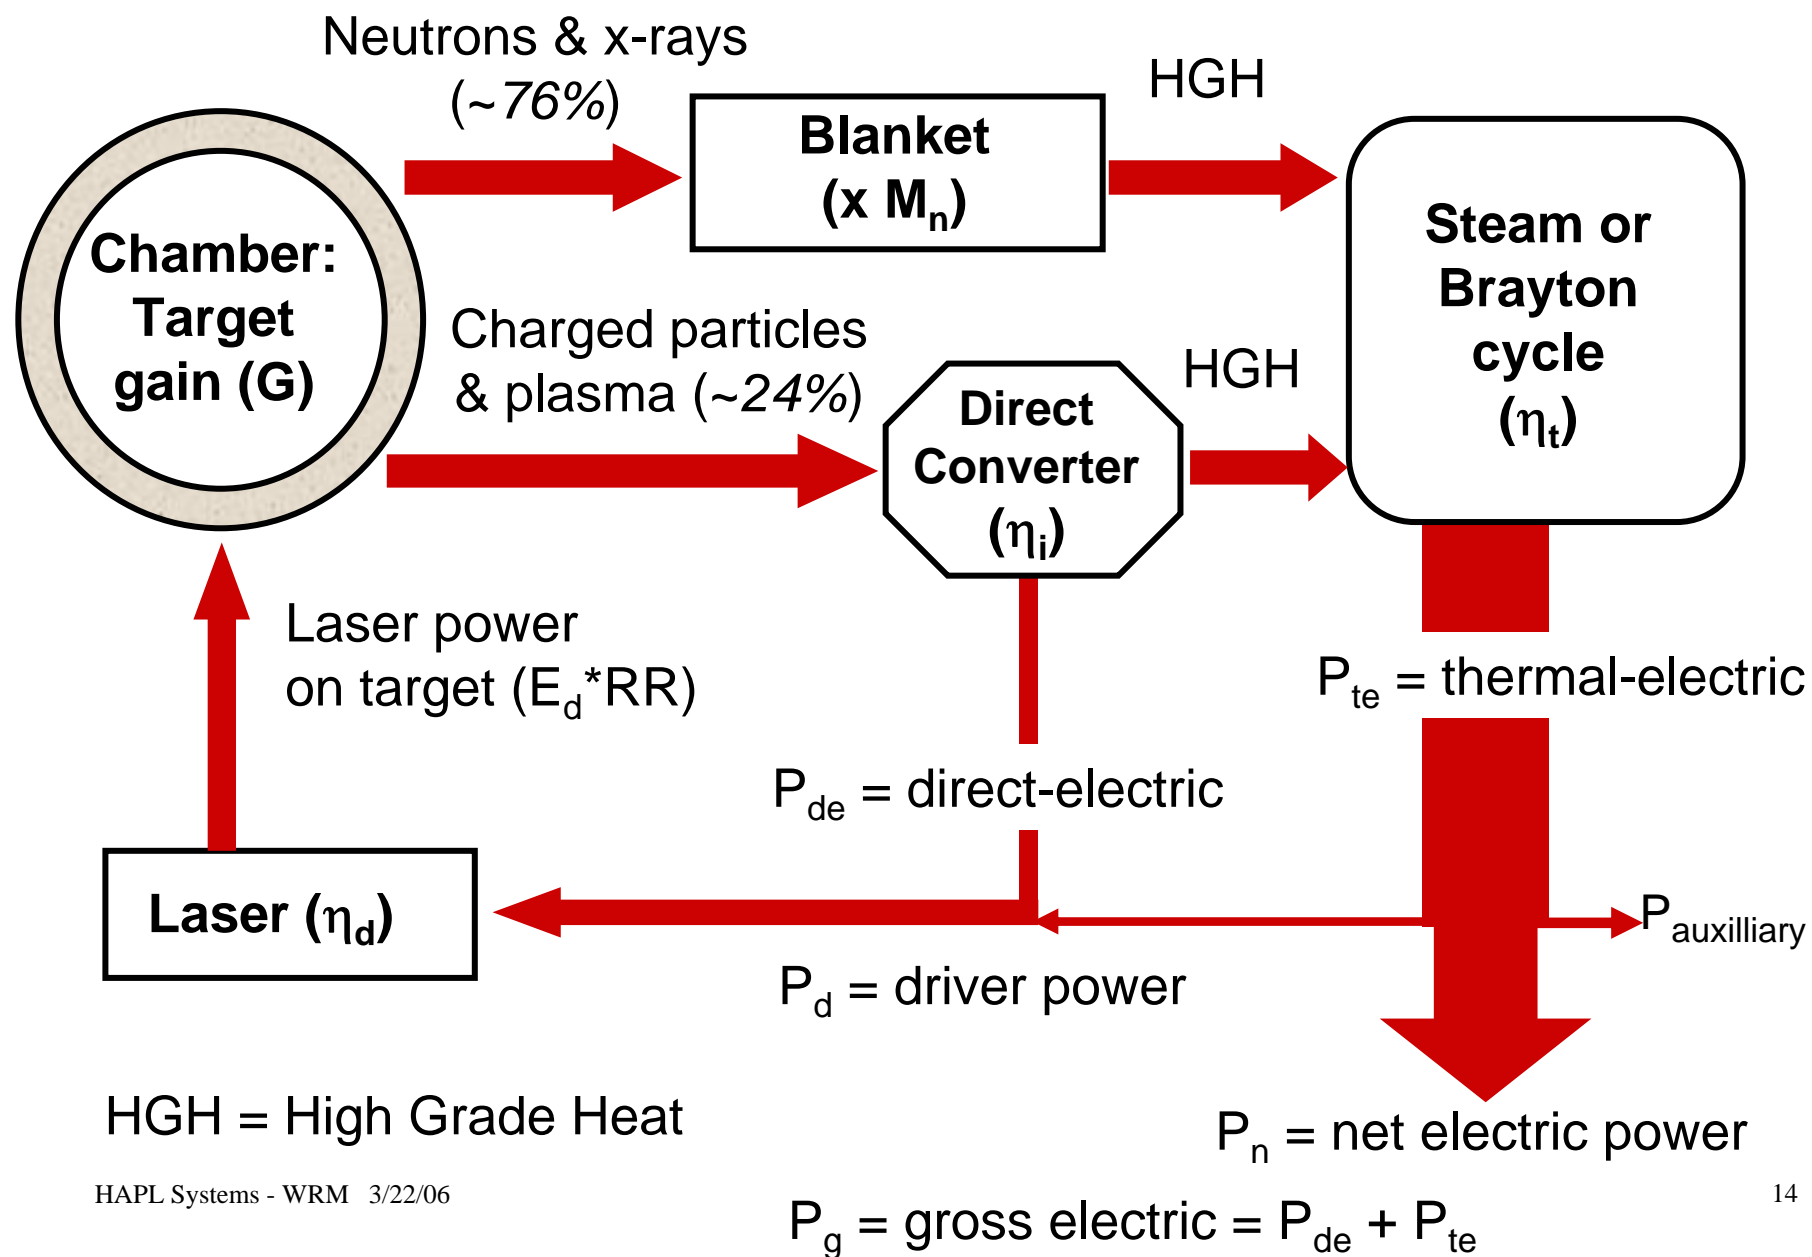 Neutrons & x-rays
(~76%)
HGH
Blanket
(x Mn)
Chamber:
Target
gain (G)
Steam or
Brayton
cycle
(ηt)
Charged particles
& plasma (~24%)
HGH
Direct
Converter
(ηi)
Laser power
on target (Ed*RR)
Pte = thermal-electric
Pde = direct-electric
Laser (ηd)
Pauxilliary
Pd = driver power
HGH = High Grade Heat
Pn = net electric power
HAPL Systems - WRM 3/22/06
14
Pg = gross electric = Pde + Pte